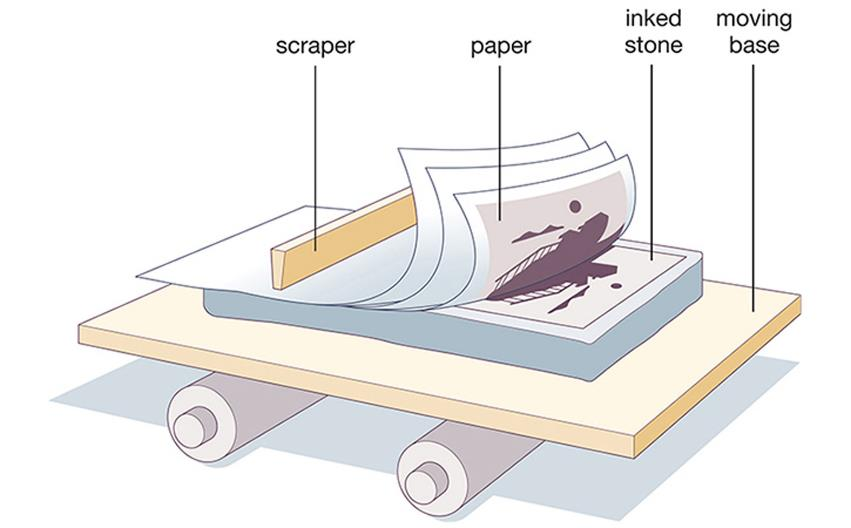 scraper
paper
inked
stone
moving
base